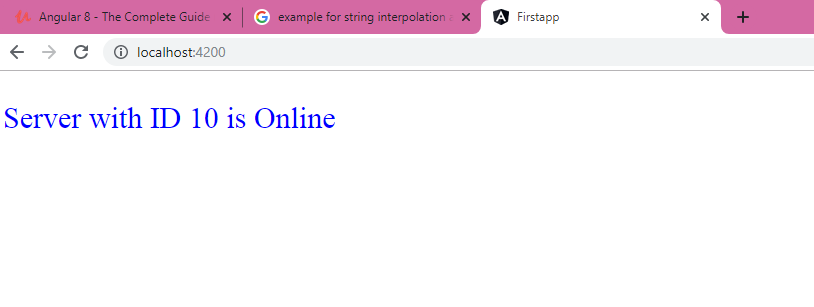 Angular 8 - The Complete Guide
example for string interpolation
Firstapp
localhost:4200
Server with ID 10 is Online